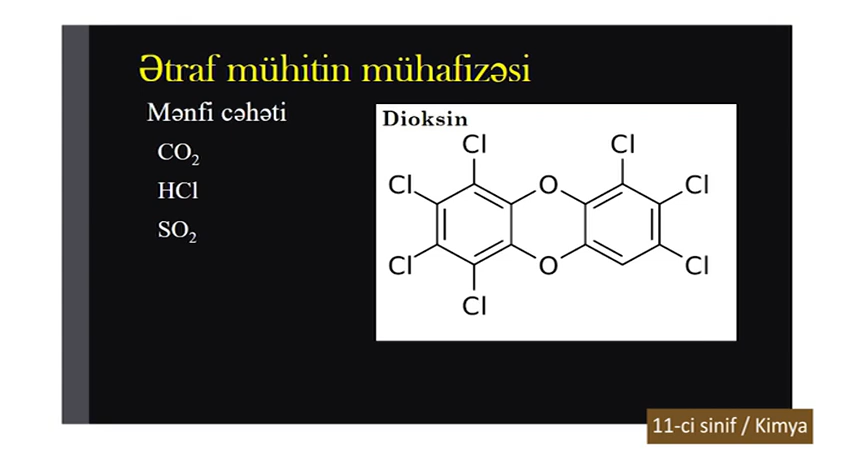 Ətraf mühitin mühafizəsi
Mənfi cəhəti
CO₂
HCl
SO₂
Dioksin
Cl Cl
Cl O Cl
Cl O Cl
Cl
11-ci sinif / Kimya